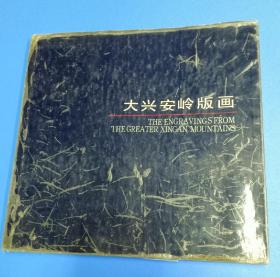 大兴安岭版画
THE ENGRAVINGS FROM
THE GREATER XINGAN MOUNTAINS